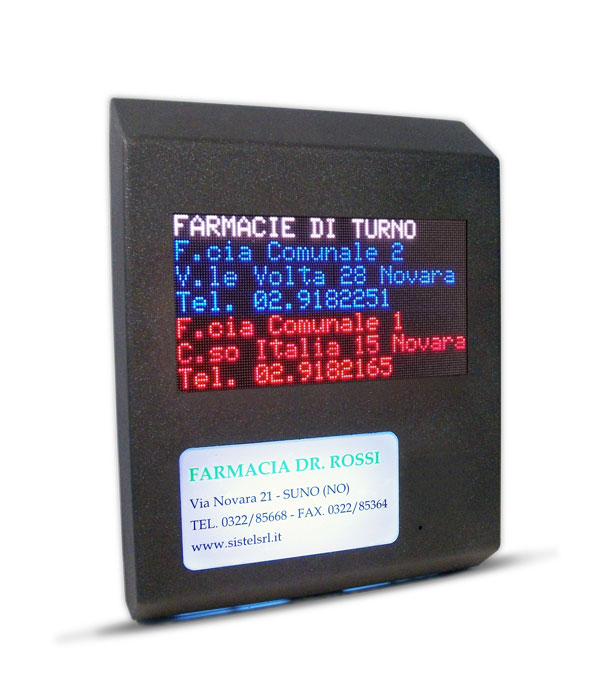 FARMACIE DI TURNO
F.cia Comunale 2
V.le Volta 28 Novara
Tel. 02.9182251
F.cia Comunale 1
C.so Italia 15 Novara
Tel. 02.9182165
FARMACIA DR. ROSSI
Via Novara 21 - SUNO (NO)
TEL. 0322/85668 - FAX. 0322/85364
www.sistelsrl.it